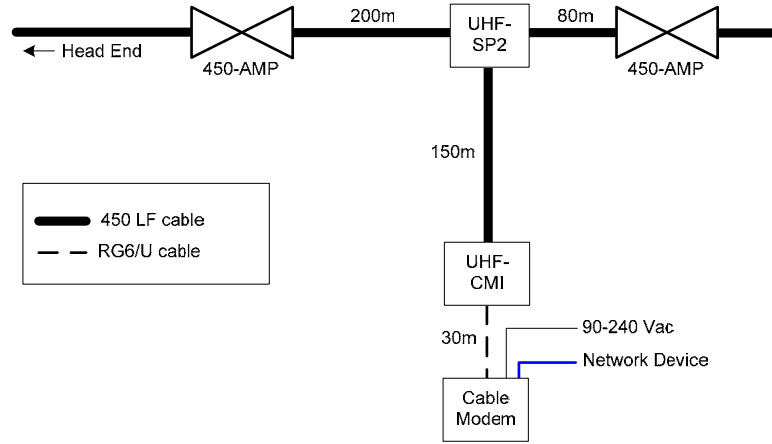 200m
UHF-
SP2
80m
Head End
450-AMP
450-AMP
150m
450 LF cable
RG6/U cable
UHF-
CMI
30m
90-240 Vac
Network Device
Cable
Modem